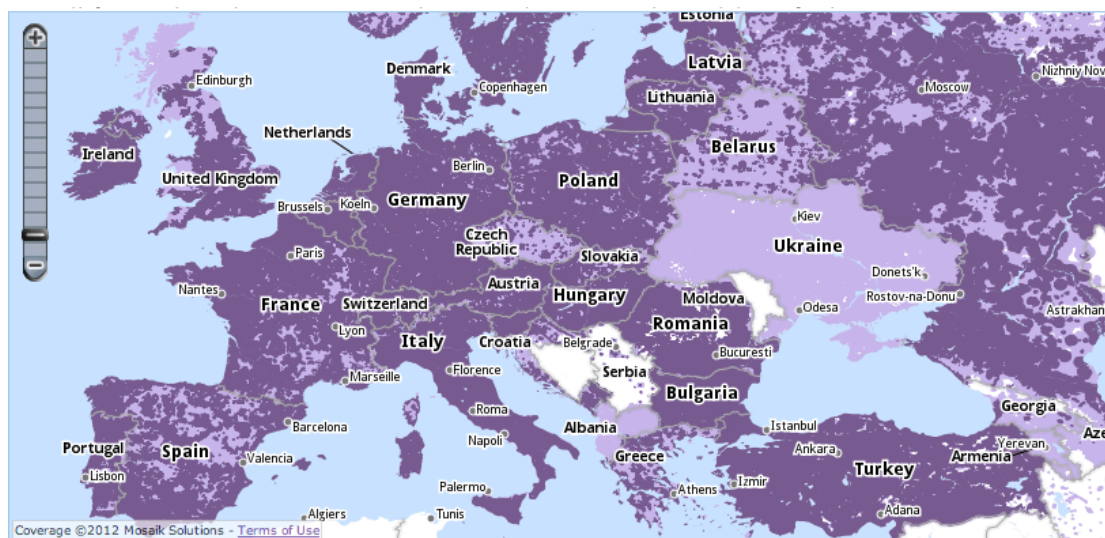 Estonia
Latvia
Nizhniy Nov
Denmark
Edinburgh
Copenhagen
Lithuania
Moscow
Netherlands
Ireland
Belarus
United Kingdom
Berlin
Poland
Brussels
Koeln
Germany
Kiev
Czech
Republic
Ukraine
Paris
Slovakia
Donets'k
Austria
Nantes
France
Switzerland
Hungary
Moldova
Rostov-na-Donu
Odesa
Astrakhan
Lyon
Romania
Italy
Croatia
Belgrade
Bucuresti
Florence
Serbia
Marseille
Bulgaria
Georgia
Roma
Albania
Istanbul
Barcelona
Napoli
Portugal
Spain
Valencia
Greece
Ankara
Yerevan
Aze
Armenia
Turkey
Lisbon
Palermo
Athens
Izmir
Algiers
Tunis
Adana
Coverage ©2012 Mosaik Solutions - Terms of Use